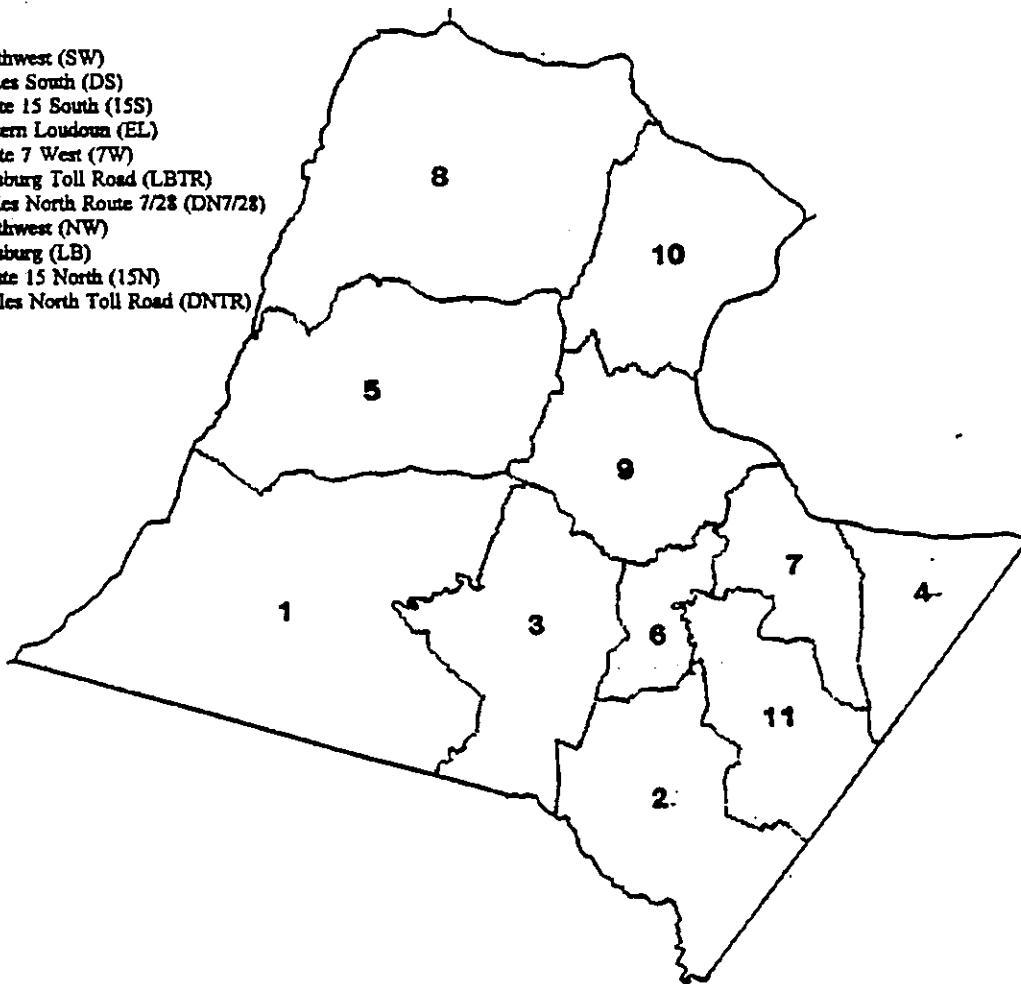 thwest (SW)
les South (DS)
te 15 South (15S)
tern Loudoun (EL)
te 7 West (7W)
sburg Toll Road (LBTR)
les North Route 7/28 (DN7/28)
thwest (NW)
sburg (LB)
te 15 North (15N)
les North Toll Road (DNTR)
8
10
5
9
7
4
1
3
6
11
2